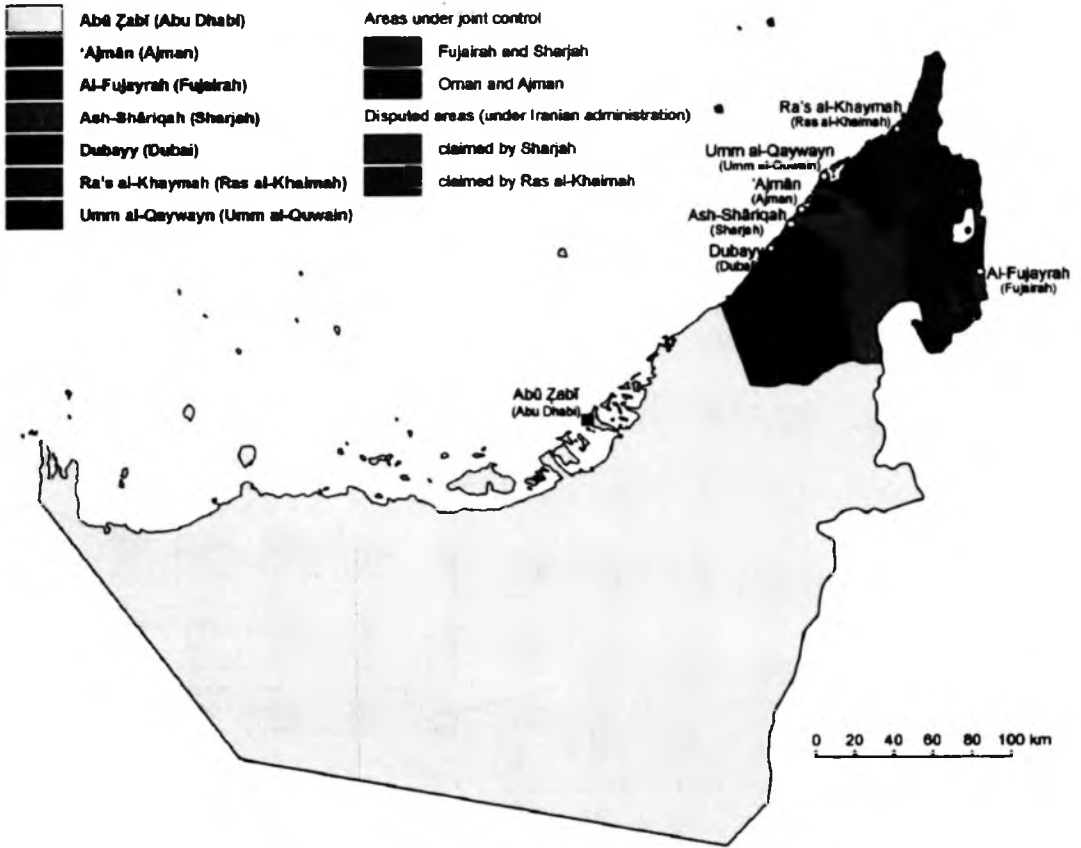 Abū Ẓabī (Abu Dhabi)
'Ajmān (Ajman)
Al-Fujayrah (Fujairah)
Ash-Shāriqah (Sharjah)
Dubayy (Dubai)
Ra's al-Khaymah (Ras al-Khaimah)
Umm al-Qaywayn (Umm al-Quwain)
Areas under joint control
Fujairah and Sharjah
Oman and Ajman
Disputed areas (under Iranian administration)
claimed by Sharjah
claimed by Ras al-Khaimah
Ra's al-Khaymah
(Ras al-Khaimah)
Umm al-Qaywayn
(Umm al-Quwain)
'Ajmān
(Ajman)
Ash-Shāriqah
(Sharjah)
Dubayy
(Dubai)
Al-Fujayrah
(Fujairah)
Abū Ẓabī
(Abu Dhabi)
0 20 40 60 80 100 km